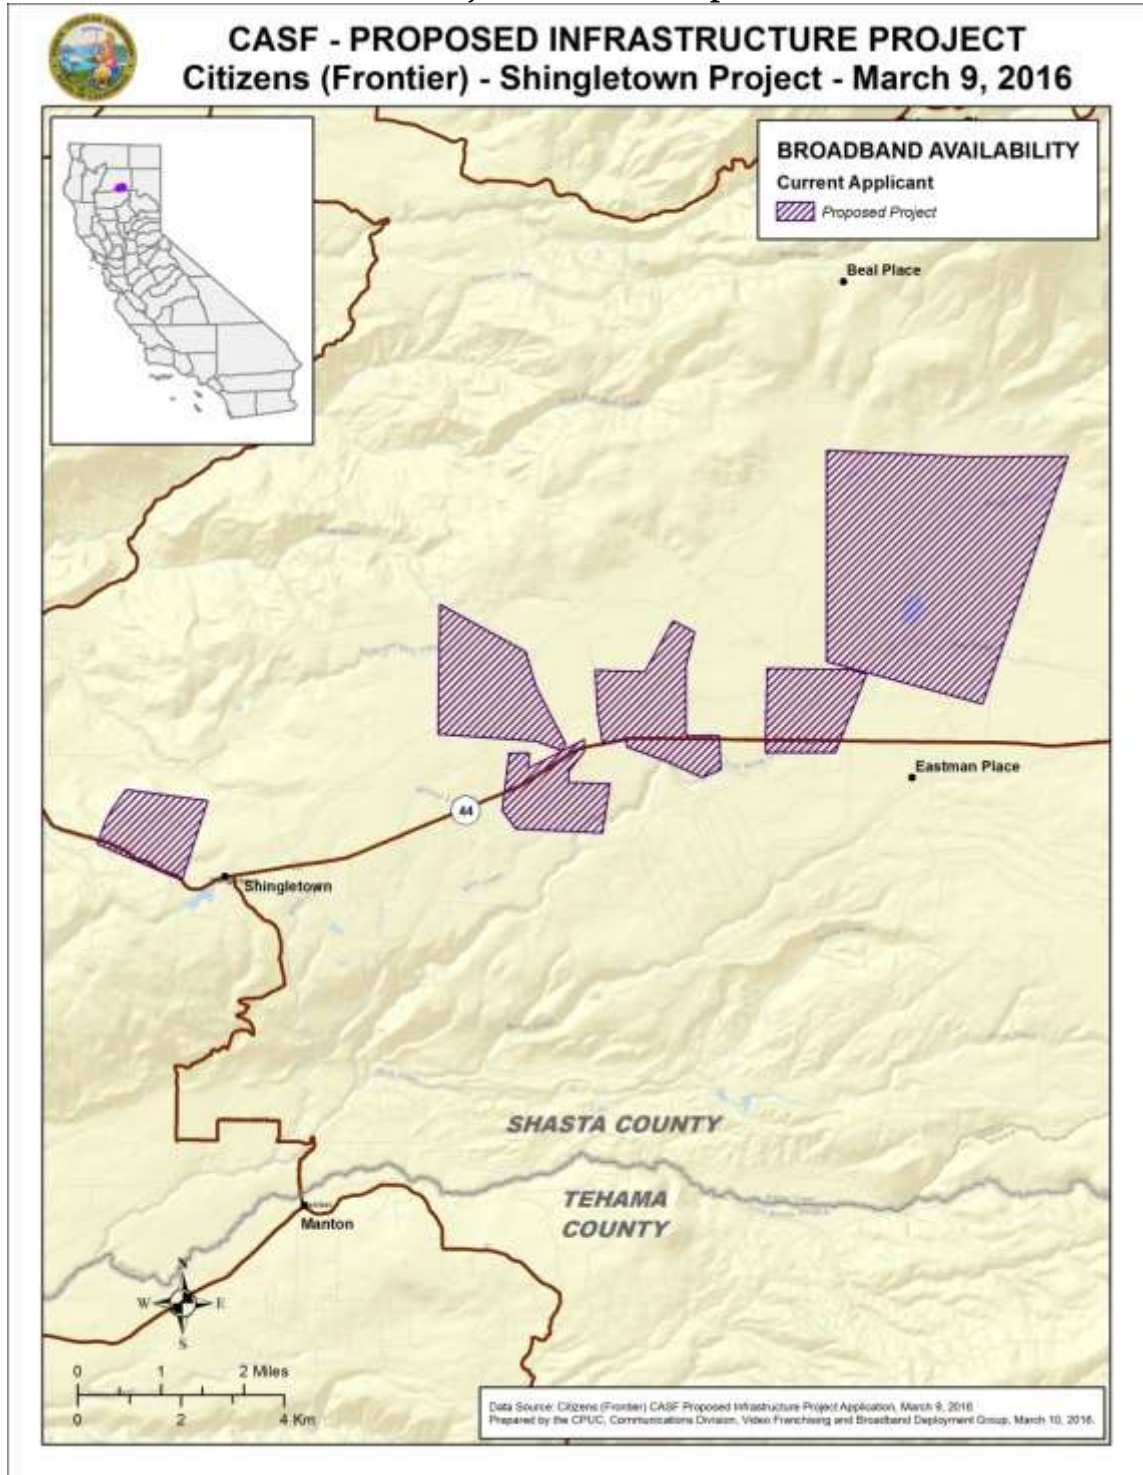 CASF - PROPOSED INFRASTRUCTURE PROJECT
Citizens (Frontier) - Shingletown Project - March 9, 2016
BROADBAND AVAILABILITY
Current Applicant
Proposed Project
Beal Place
Eastman Place
44
Shingletown
SHASTA COUNTY
TEHAMA
COUNTY
Manton
N
W
E
S
0 1 2 Miles
0 2 4 Km
Data Source: Citizens (Frontier) CASF Proposed Infrastructure Project Application, March 9, 2016
Prepared by the CPUC, Communications Division, Video Franchising and Broadband Deployment Group, March 10, 2016.